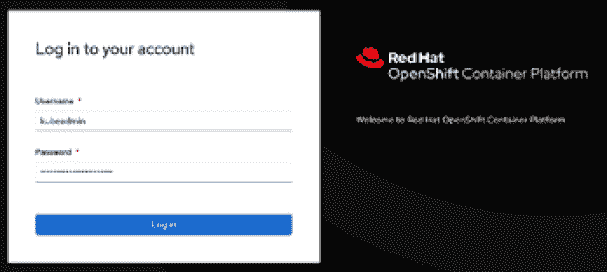 Log in to your account
Username *
kubeadmin
Password *
Log in
Red Hat
OpenShift Container Platform
Welcome to Red Hat OpenShift Container Platform